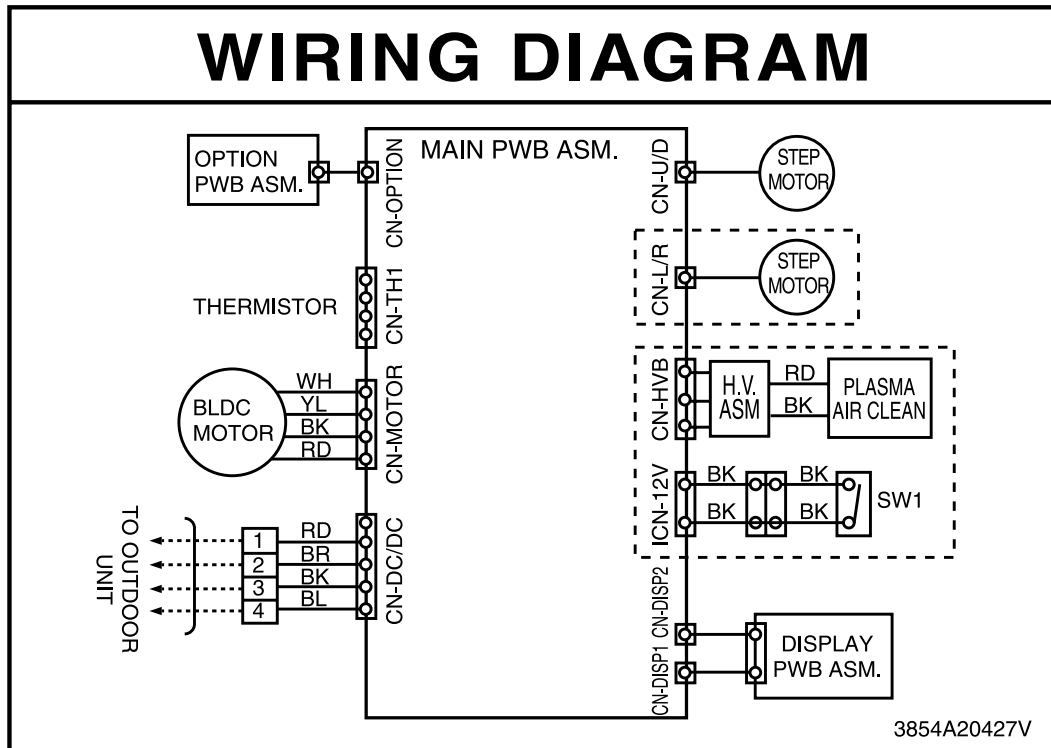 WIRING DIAGRAM
MAIN PWB ASM.
OPTION
PWB ASM.
CN-OPTION
THERMISTOR
CN-TH1
BLDC
MOTOR
WH
YL
BK
RD
CN-MOTOR
TO OUTDOOR
UNIT
1
2
3
4
RD
BR
BK
BL
CN-DC/DC
CN-U/D
STEP
MOTOR
CN-L/R
STEP
MOTOR
CN-HVB
H.V.
ASM
RD
BK
PLASMA
AIR CLEAN
ICN-12V
BK
BK
BK
BK
SW1
CN-DISP2
CN-DISP1
DISPLAY
PWB ASM.
3854A20427V